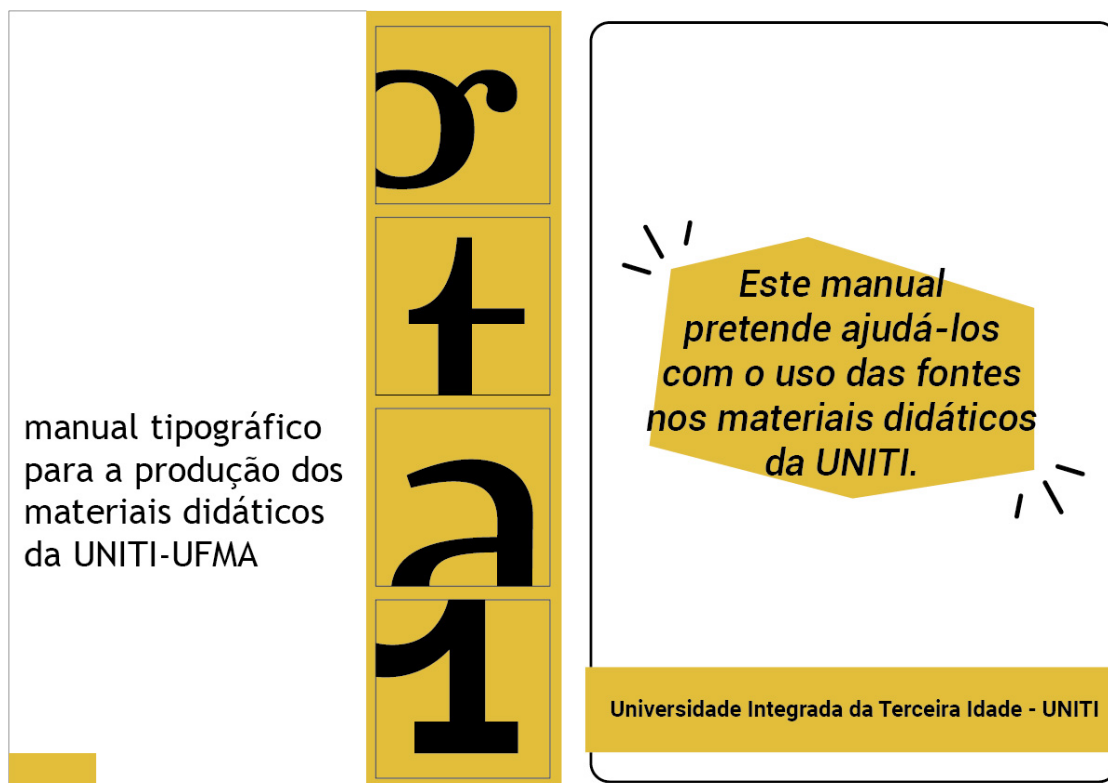 manual tipográfico
para a produção dos
materiais didáticos
da UNITI-UFMA
g
t
a
1
Este manual
pretende ajudá-los
com o uso das fontes
nos materiais didáticos
da UNITI.
Universidade Integrada da Terceira Idade - UNITI